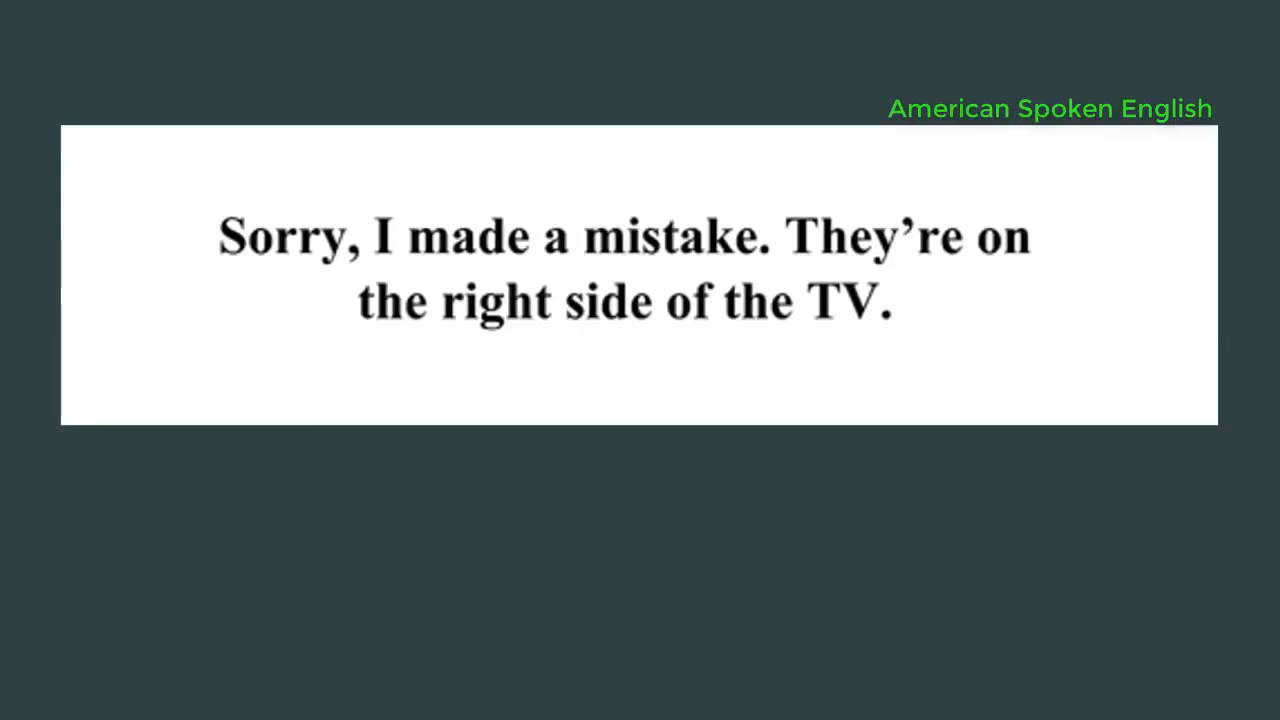 American Spoken English
Sorry, I made a mistake. They’re on
the right side of the TV.